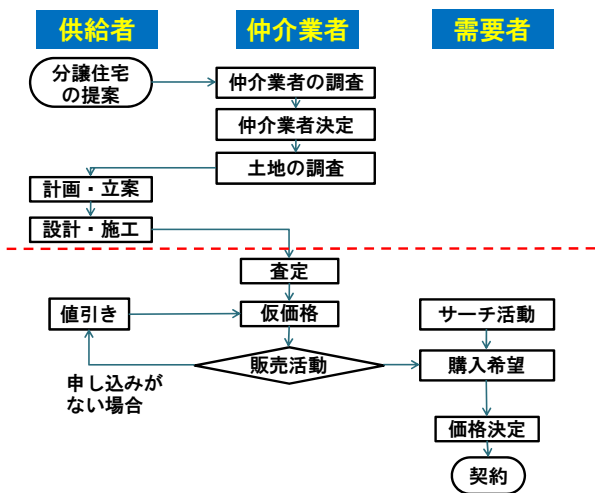 供給者
仲介業者
需要者
分譲住宅
の提案
仲介業者の調査
仲介業者決定
土地の調査
計画・立案
設計・施工
査定
値引き
仮価格
サーチ活動
販売活動
購入希望
申し込みが
ない場合
価格決定
契約